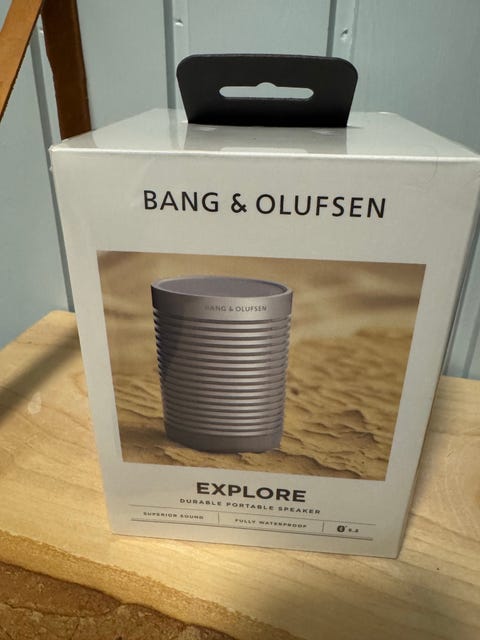 BANG & OLUFSEN
BANG & OLUFSEN
EXPLORE
DURABLE PORTABLE SPEAKER
SUPERIOR SOUND
FULLY WATERPROOF
5.2